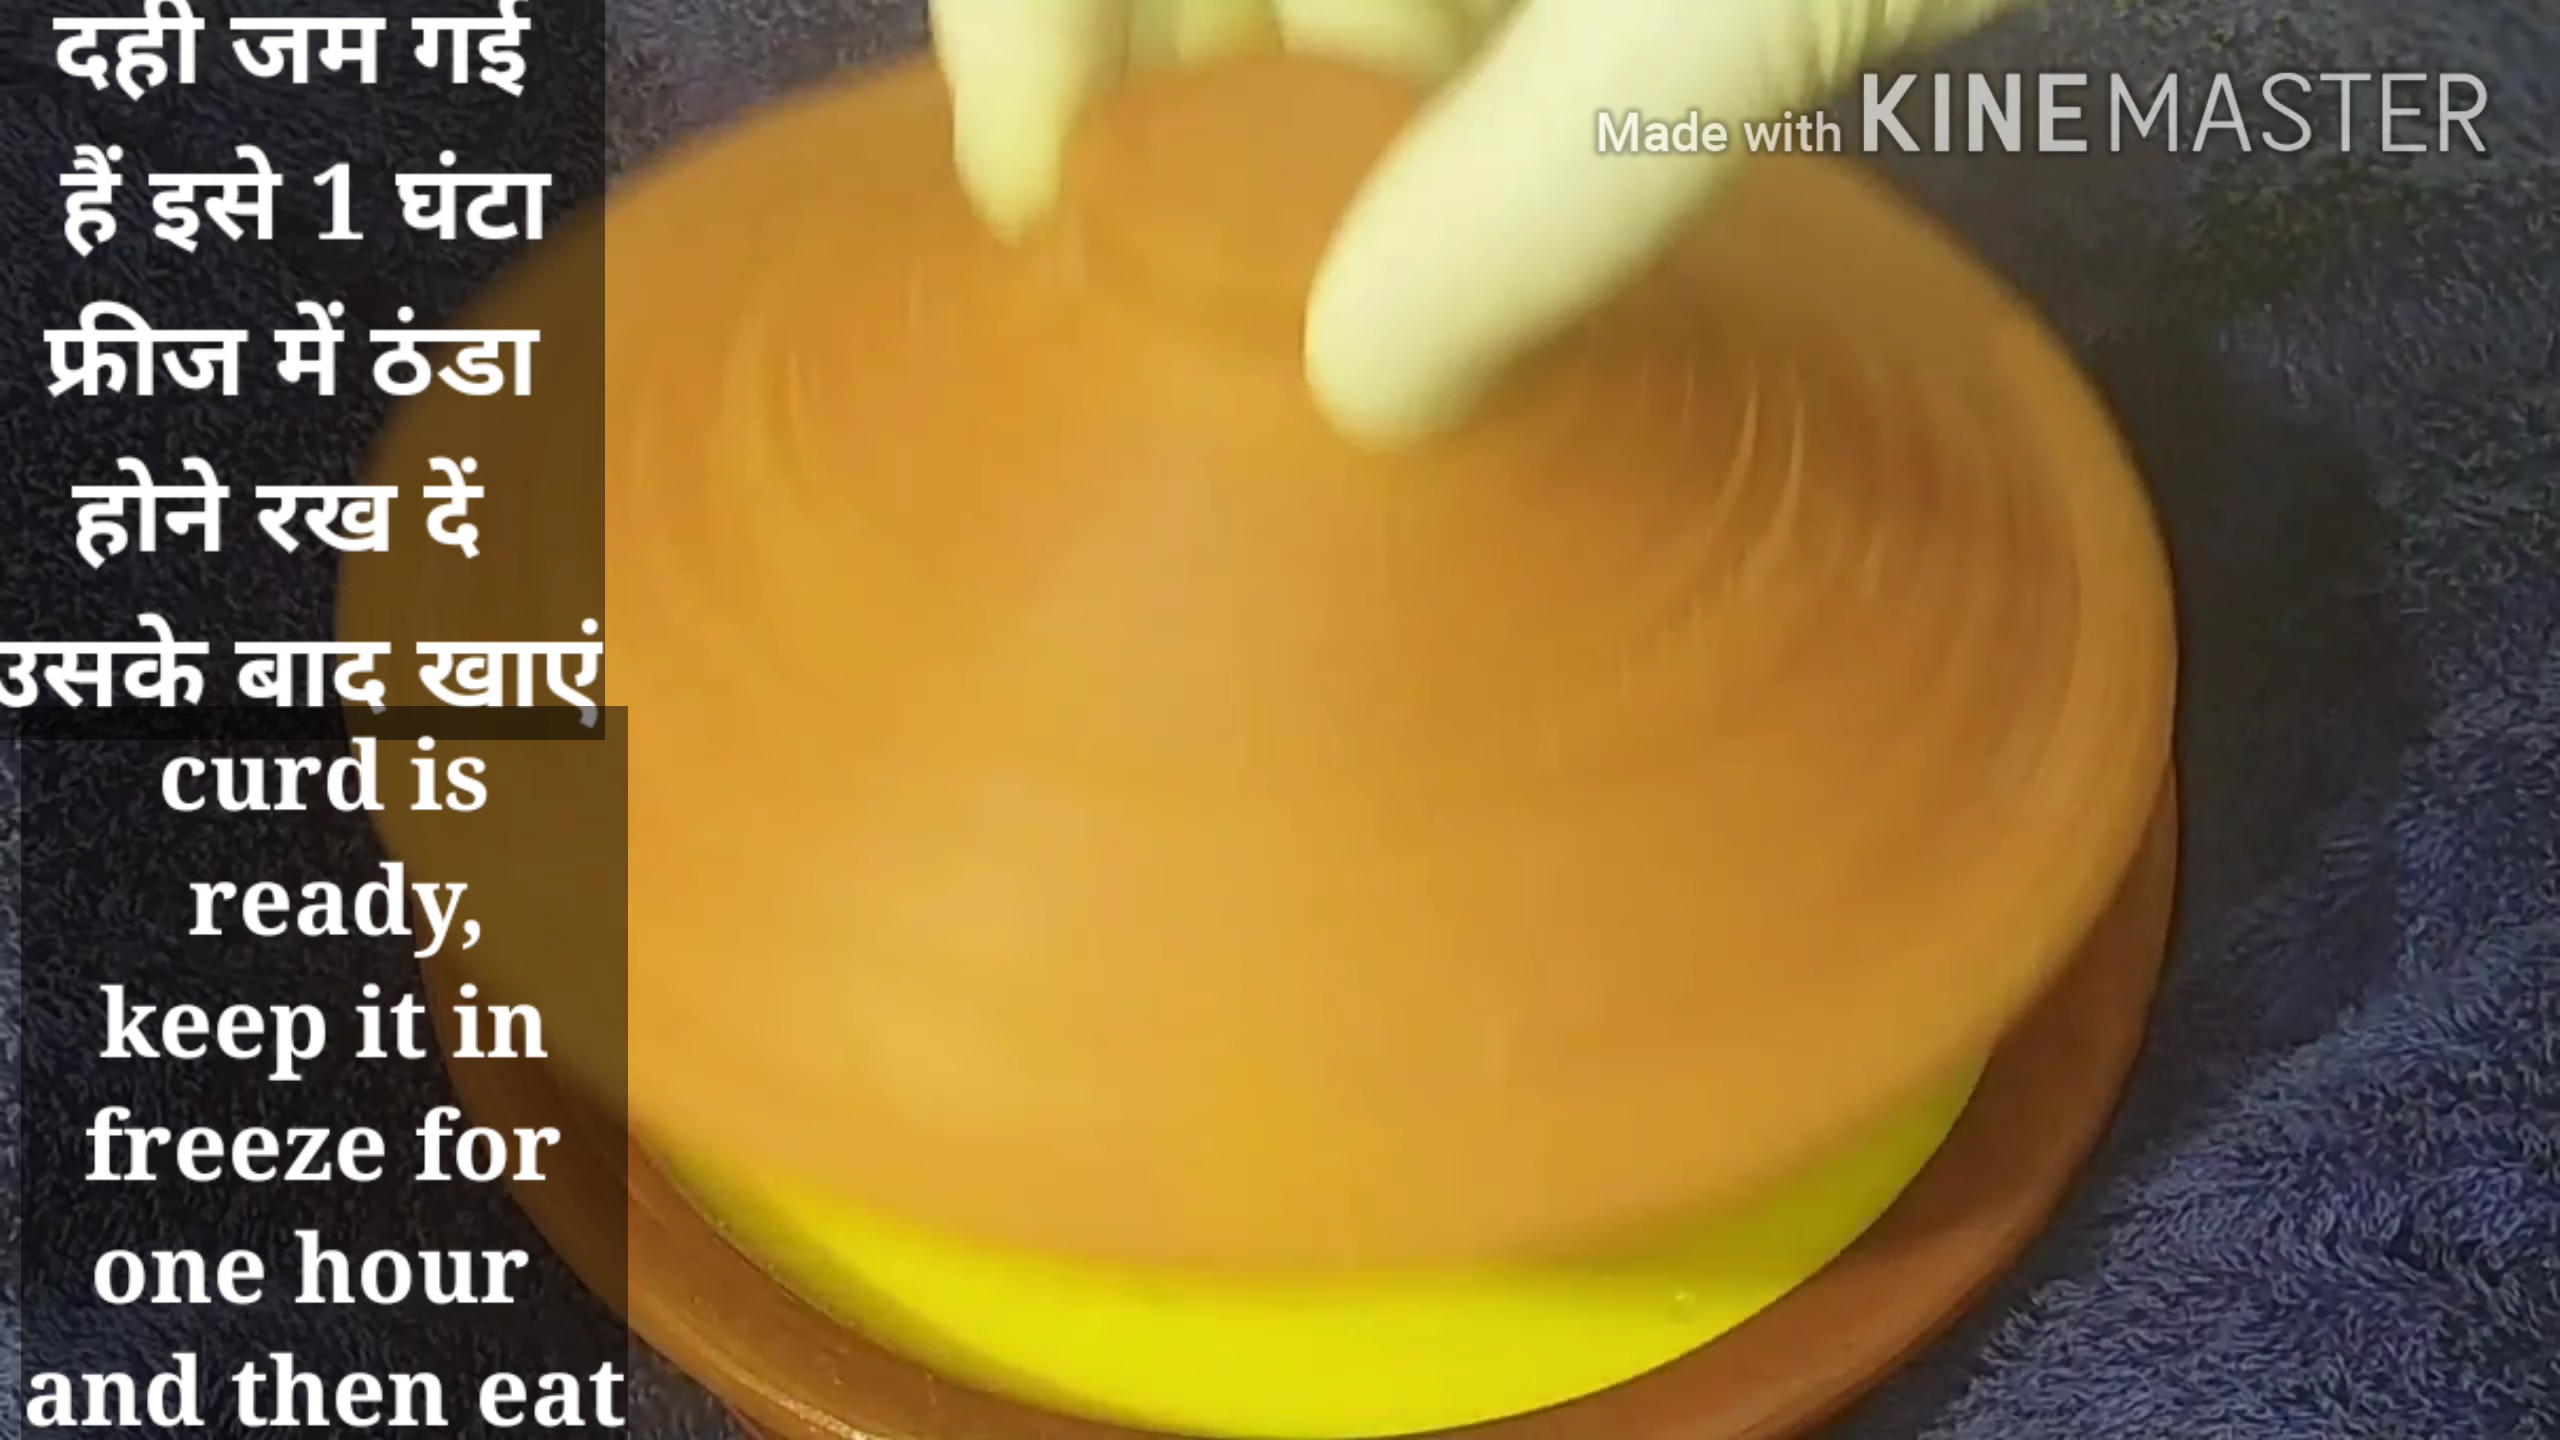 दही जम गई
हैं इसे 1 घंटा
फ्रीज में ठंडा
होने रख दें
उसके बाद खाएं
curd is
ready,
keep it in
freeze for
one hour
and then eat
Made with KINEMASTER